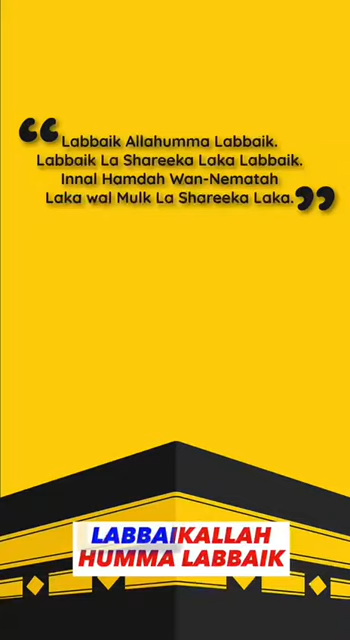 “Labbaik Allahumma Labbaik.
Labbaik La Shareeka Laka Labbaik.
Innal Hamdah Wan-Nematah
Laka wal Mulk La Shareeka Laka.”
LABBAIKALLAH
HUMMA LABBAIK